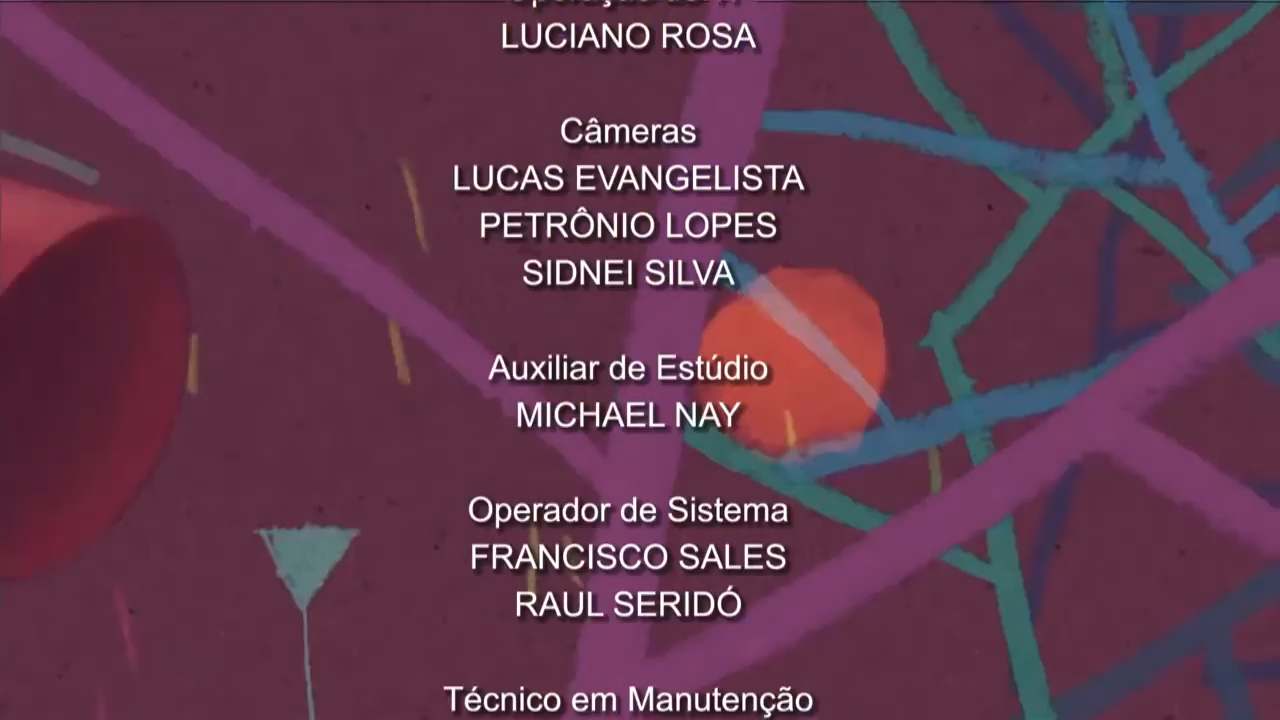 LUCIANO ROSA
Câmeras
LUCAS EVANGELISTA
PETRÔNIO LOPES
SIDNEI SILVA
Auxiliar de Estúdio
MICHAEL NAY
Operador de Sistema
FRANCISCO SALES
RAUL SERIDÓ
Técnico em Manutenção